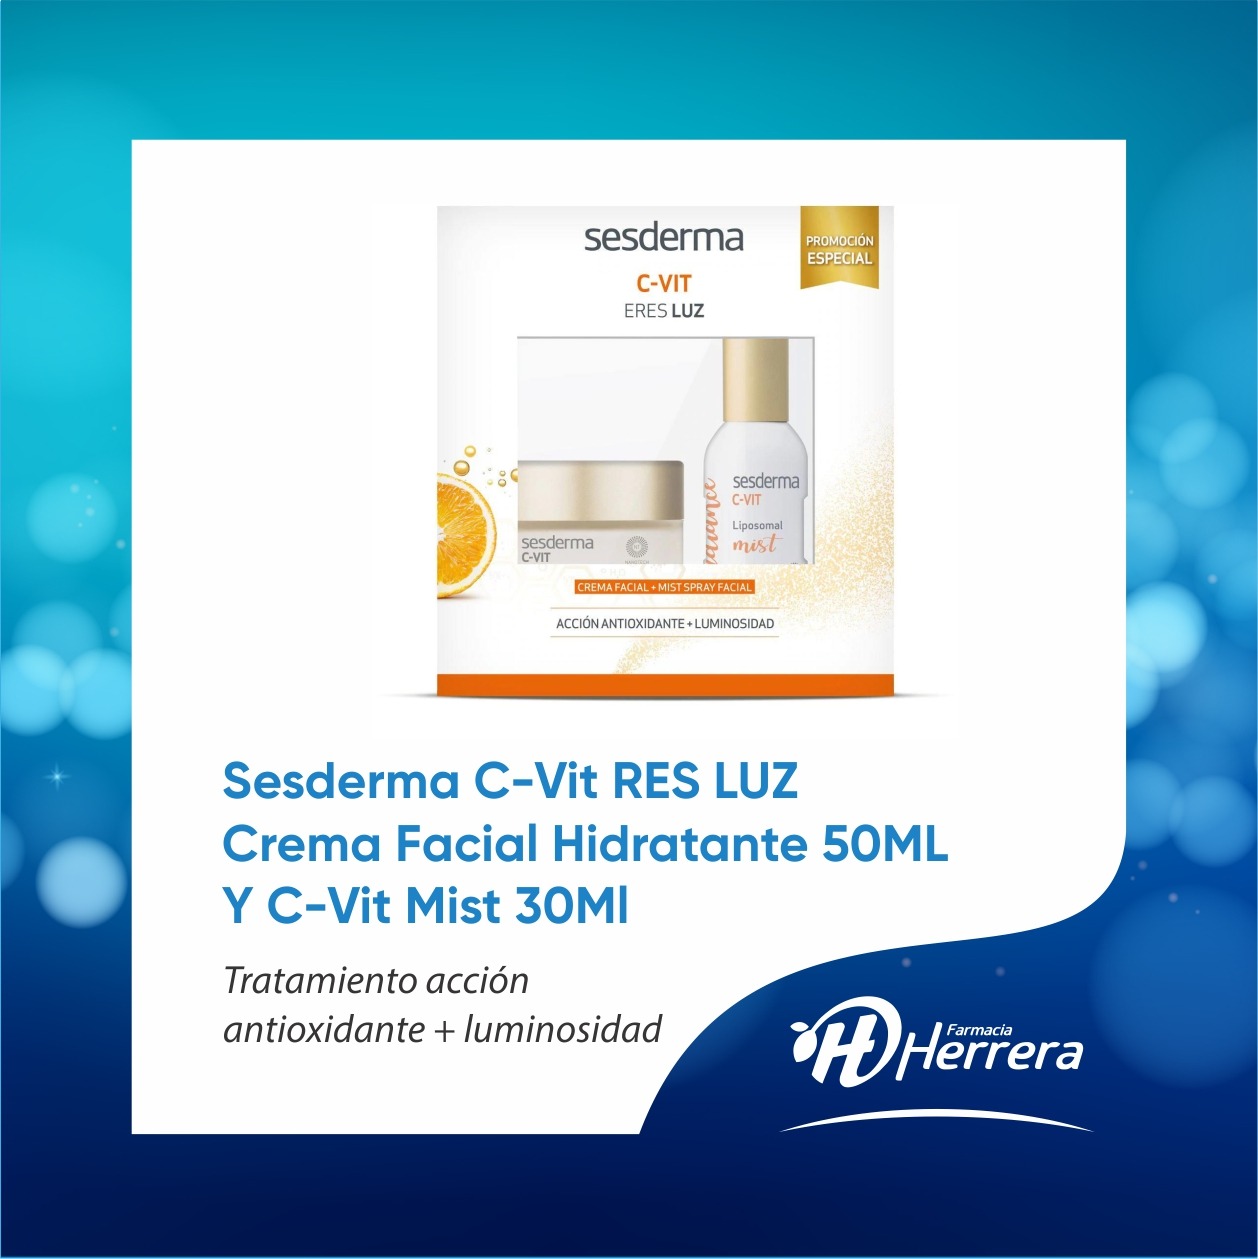 sesderma
PROMOCIÓN
ESPECIAL
C-VIT
ERES LUZ
sesderma
C-VIT
Liposomal
mist
sesderma
C-VIT
CREMA FACIAL + MIST SPRAY FACIAL
ACCIÓN ANTIOXIDANTE + LUMINOSIDAD
Sesderma C-Vit RES LUZ
Crema Facial Hidratante 50ML
Y C-Vit Mist 30Ml
Tratamiento acción
antioxidante + luminosidad
Farmacia
Herrera